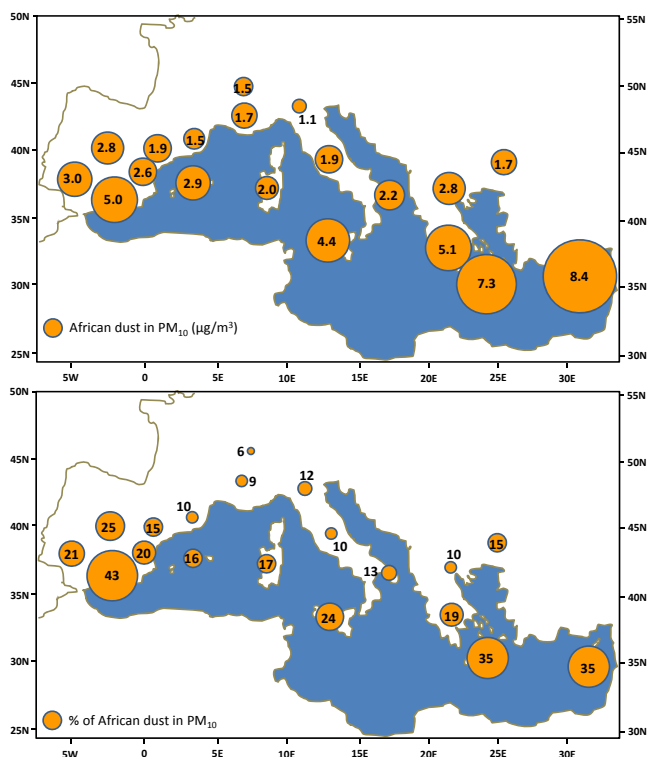 50N
55N
45N
50N
40N
45N
35N
40N
30N
35N
25N
30N
1.5
1.7
1.1
1.5
2.8
1.9
1.9
1.7
3.0
2.6
2.9
2.0
2.2
2.8
5.0
4.4
5.1
7.3
8.4
African dust in PM₁₀ (µg/m³)
5W 0 5E 10E 15E 20E 25E 30E
50N
55N
45N
50N
40N
45N
35N
40N
30N
35N
25N
30N
6
9
12
10
25
15
10
10
15
21
20
16
17
13
43
24
19
35
35
% of African dust in PM₁₀
5W 0 5E 10E 15E 20E 25E 30E